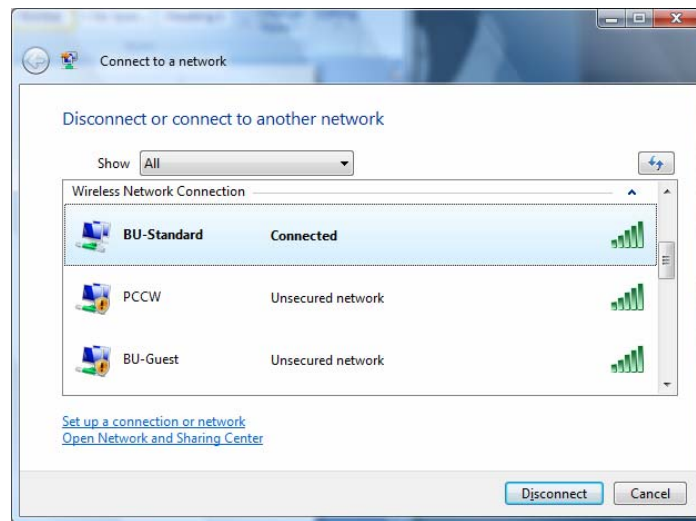 Connect to a network
Disconnect or connect to another network
Show All
Wireless Network Connection
BU-Standard Connected
PCCW Unsecured network
BU-Guest Unsecured network
Set up a connection or network
Open Network and Sharing Center
Disconnect Cancel